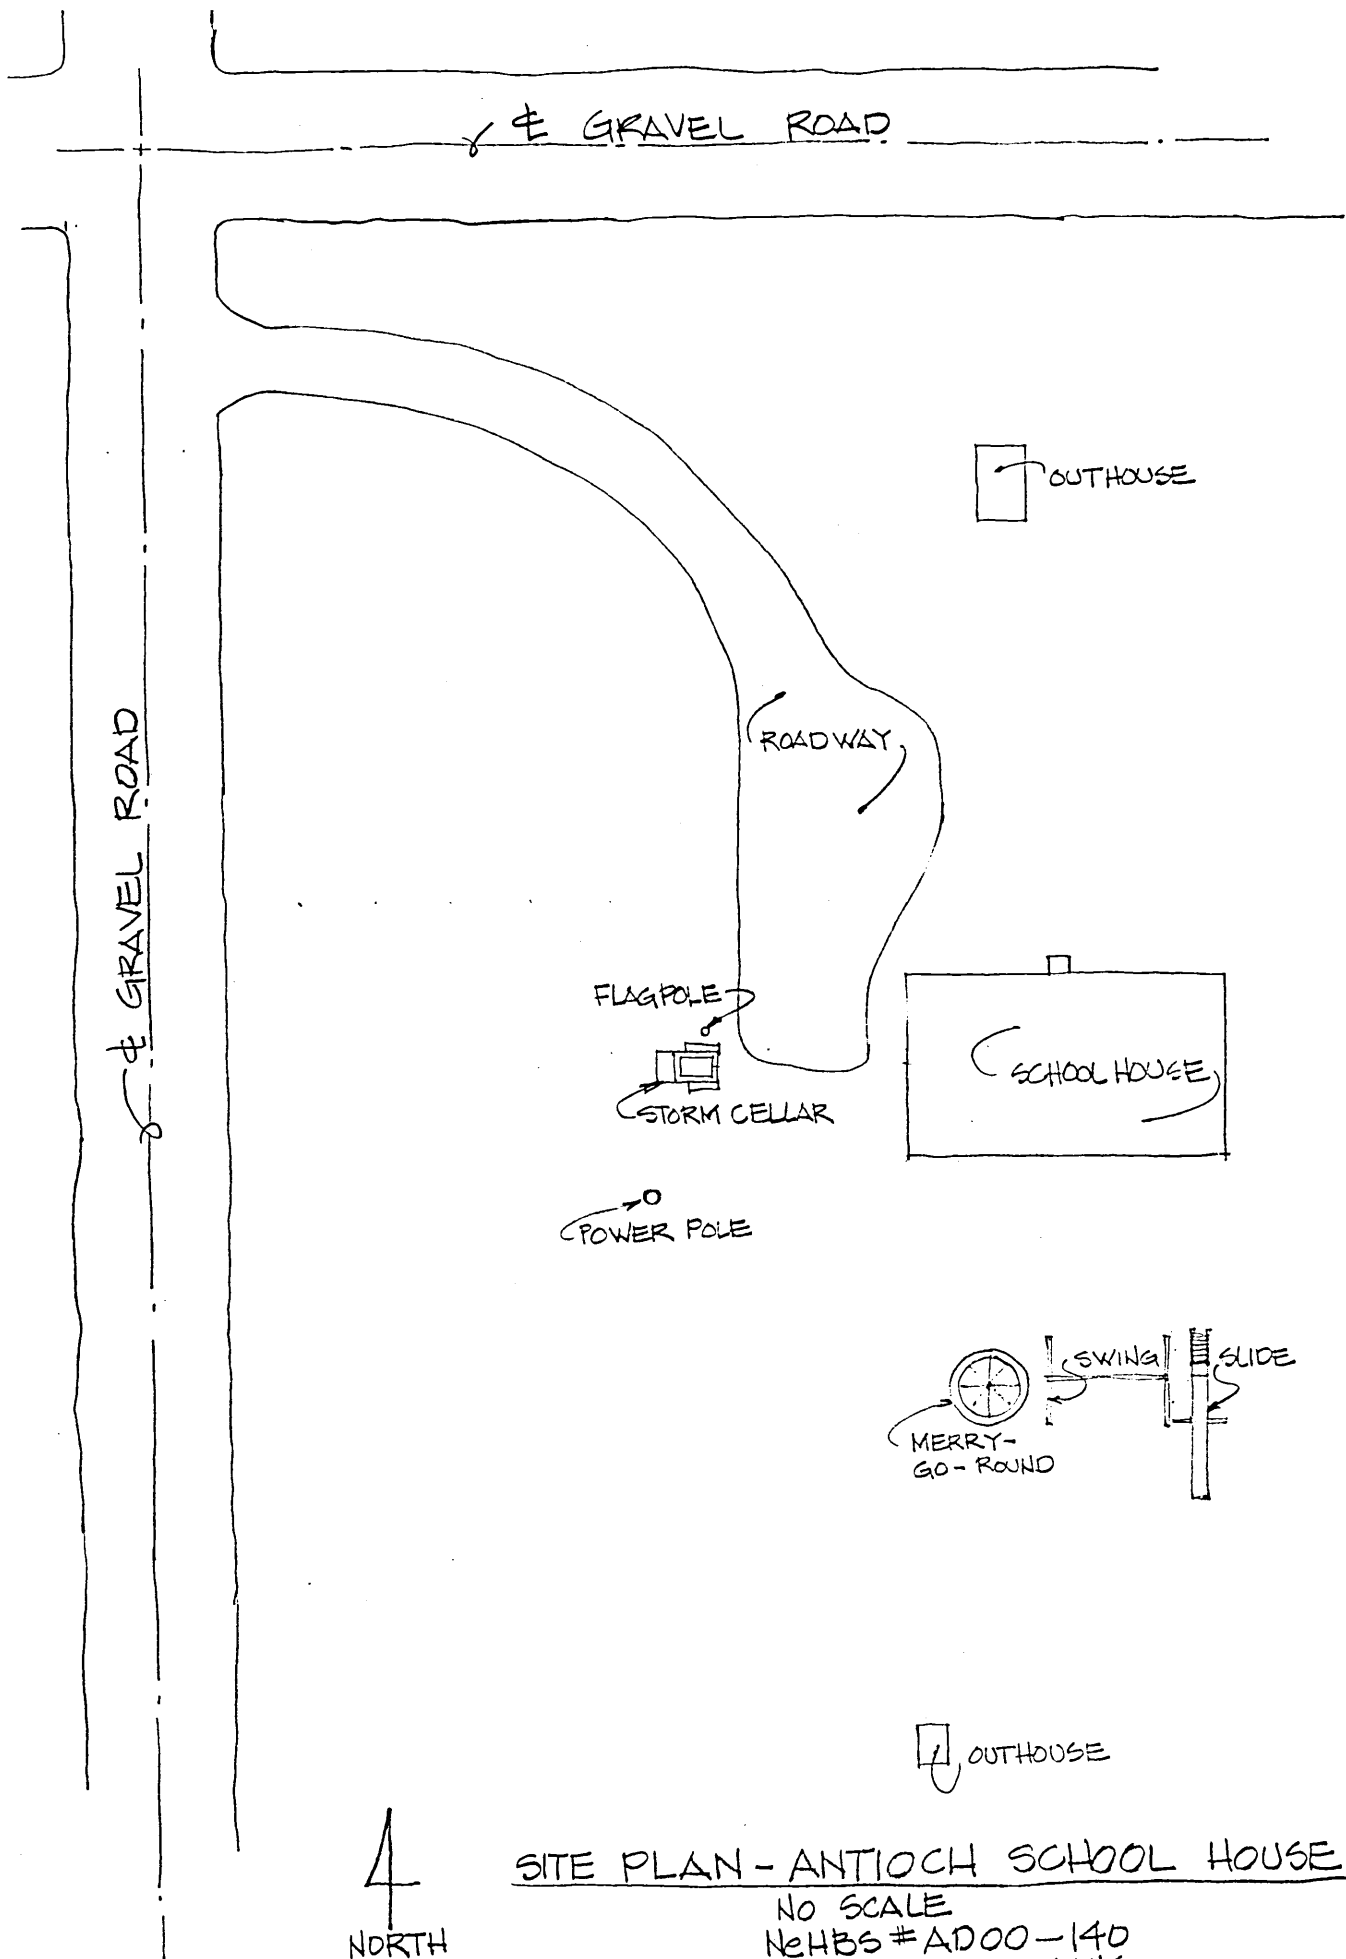 ℄ GRAVEL ROAD
OUTHOUSE
℄ GRAVEL ROAD
ROADWAY
FLAGPOLE
SCHOOL HOUSE
STORM CELLAR
POWER POLE
SWING
SLIDE
MERRY-
GO-ROUND
OUTHOUSE
SITE PLAN - ANTIOCH SCHOOL HOUSE
NO SCALE
NeHBS # AD00-140
NORTH